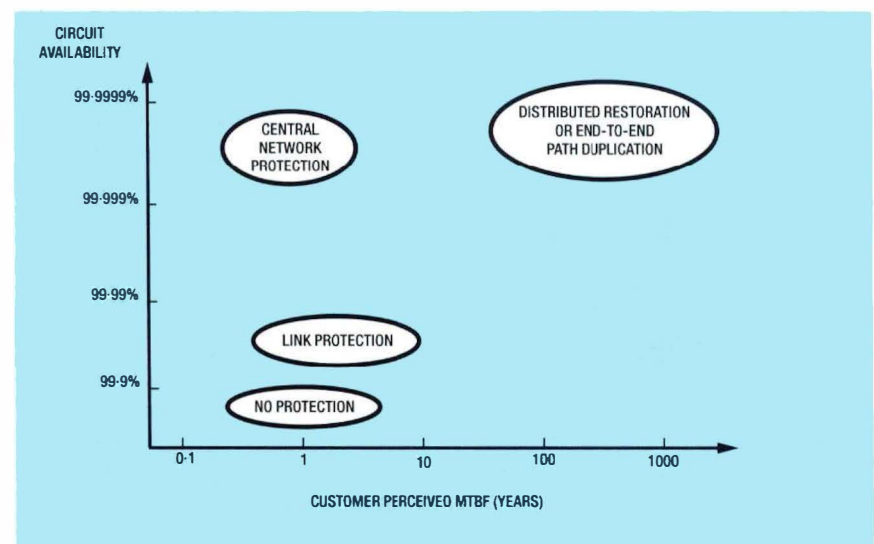 CIRCUIT
AVAILABILITY
99·9999%
CENTRAL
NETWORK
PROTECTION
DISTRIBUTED RESTORATION
OR END-TO-END
PATH DUPLICATION
99·999%
99·99%
LINK PROTECTION
99·9%
NO PROTECTION
0·1
1
10
100
1000
CUSTOMER PERCEIVED MTBF (YEARS)